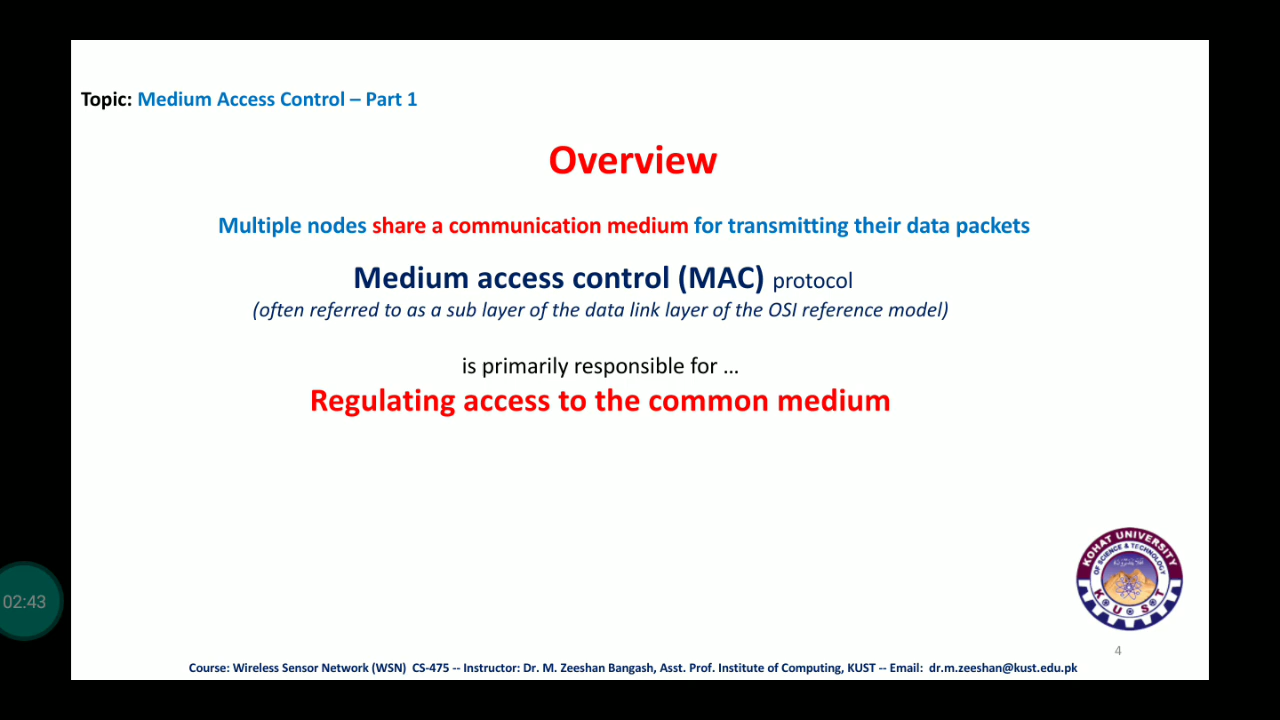 Topic: Medium Access Control – Part 1
Overview
Multiple nodes share a communication medium for transmitting their data packets
Medium access control (MAC) protocol
(often referred to as a sub layer of the data link layer of the OSI reference model)
is primarily responsible for ...
Regulating access to the common medium
KOHAT UNIVERSITY
OF SCIENCE & TECHNOLOGY
K U S T
02:43
4
Course: Wireless Sensor Network (WSN) CS-475 -- Instructor: Dr. M. Zeeshan Bangash, Asst. Prof. Institute of Computing, KUST -- Email: dr.m.zeeshan@kust.edu.pk